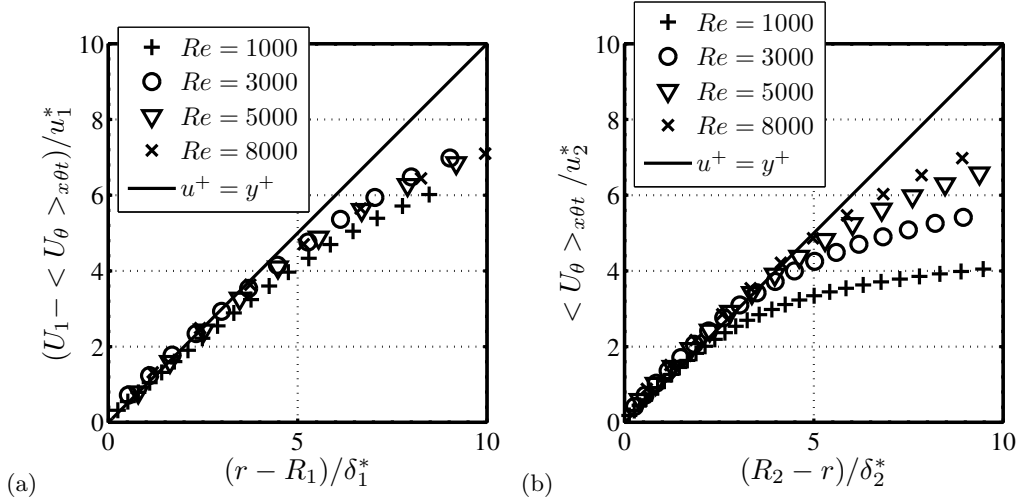 10
8
6
4
2
0
0
5
10
(U₁− < U_θ >_{xθt})/u₁*
(r − R₁)/δ₁*
Re = 1000
Re = 3000
Re = 5000
Re = 8000
u⁺ = y⁺
(a)
10
8
6
4
2
0
0
5
10
< U_θ >_{xθt} /u₂*
(R₂ − r)/δ₂*
Re = 1000
Re = 3000
Re = 5000
Re = 8000
u⁺ = y⁺
(b)